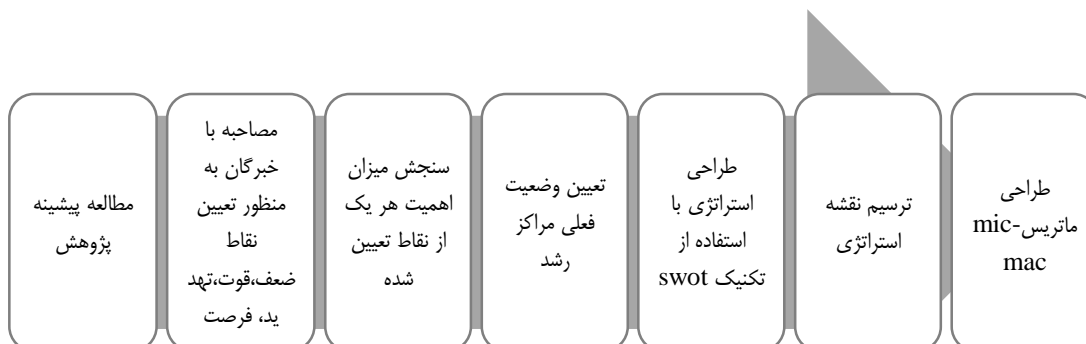 مطالعه پیشینه
پژوهش
مصاحبه با
خبرگان به
منظور تعیین
نقاط
ضعف،قوت،تهد
ید، فرصت
سنجش میزان
اهمیت هر یک
از نقاط تعیین
شده
تعیین وضعیت
فعلی مراکز
رشد
طراحی
استراتژی با
استفاده از
تکنیک swot
ترسیم نقشه
استراتژی
طراحی
ماتریس-mic
mac